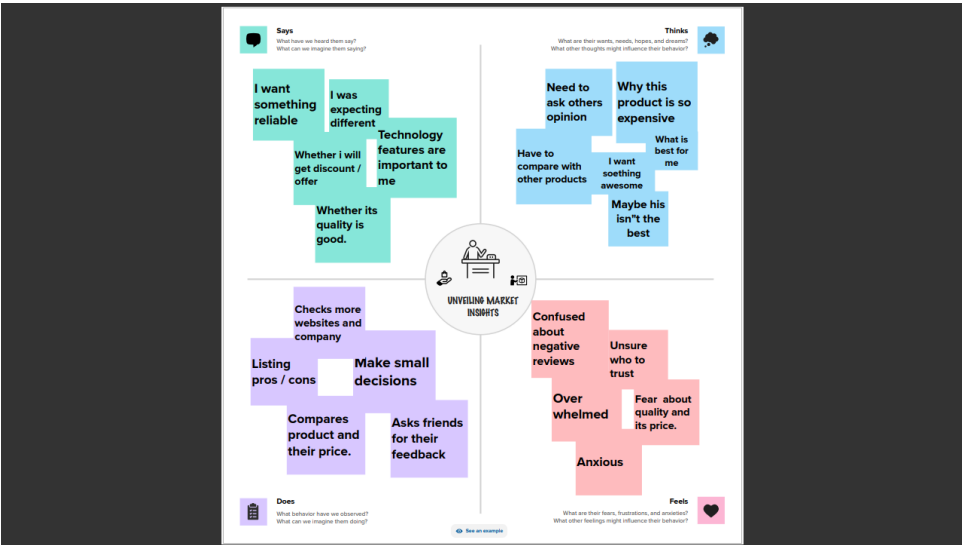 Says
What have we heard them say?
What can we imagine them saying?
I want
something
reliable
I was
expecting
different
Technology
features are
important to
me
Whether i will
get discount /
offer
Whether its
quality is
good.
Thinks
What are their wants, needs, hopes, and dreams?
What other thoughts might influence their behavior?
Need to
ask others
opinion
Why this
product is so
expensive
What is
best for
me
Have to
compare with
other products
I want
soething
awesome
Maybe his
isn"t the
best
UNVEILING MARKET
INSIGHTS
Checks more
websites and
company
Listing
pros / cons
Make small
decisions
Compares
product and
their price.
Asks friends
for their
feedback
Does
What behavior have we observed?
What can we imagine them doing?
Confused
about
negative
reviews
Unsure
who to
trust
Over
whelmed
Fear about
quality and
its price.
Anxious
Feels
What are their fears, frustrations, and anxieties?
What other feelings might influence their behavior?
See an example